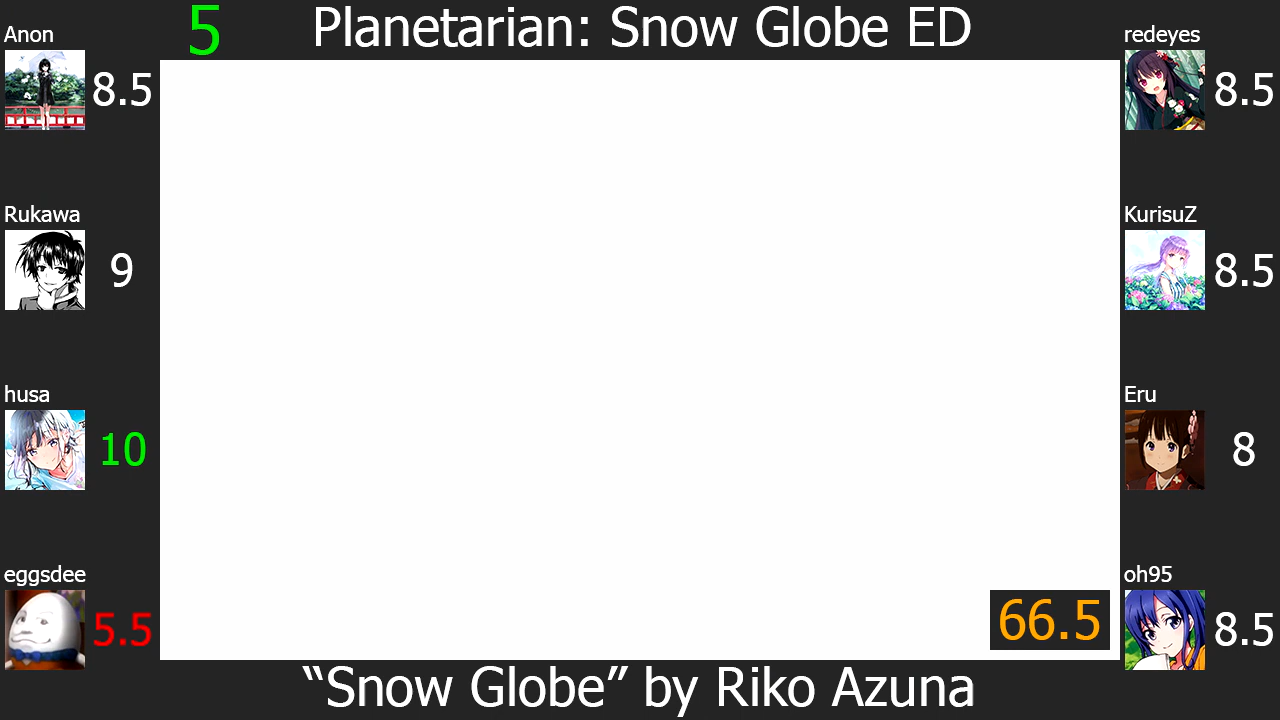 5
Planetarian: Snow Globe ED
Anon
8.5
Rukawa
9
husa
10
eggsdee
5.5
redeyes
8.5
KurisuZ
8.5
Eru
8
oh95
8.5
66.5
“Snow Globe” by Riko Azuna